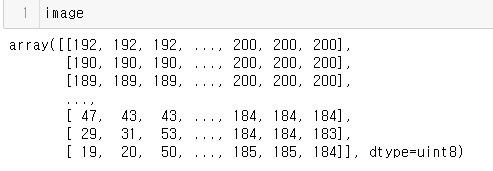 1 image
array([[192, 192, 192, ..., 200, 200, 200],
[190, 190, 190, ..., 200, 200, 200],
[189, 189, 189, ..., 200, 200, 200],
...,
[ 47, 43, 43, ..., 184, 184, 184],
[ 29, 31, 53, ..., 184, 184, 183],
[ 19, 20, 50, ..., 185, 185, 184]], dtype=uint8)